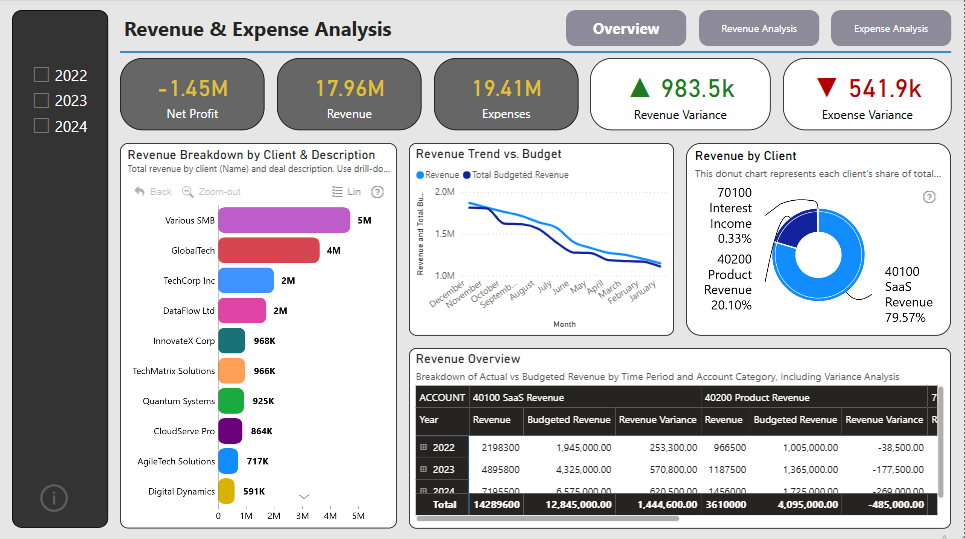 2022
2023
2024
Revenue & Expense Analysis
Overview
Revenue Analysis
Expense Analysis
-1.45M
Net Profit
17.96M
Revenue
19.41M
Expenses
▲ 983.5k
Revenue Variance
▼ 541.9k
Expense Variance
Revenue Breakdown by Client & Description
Total revenue by client (Name) and deal description. Use drill-do...
Back Zoom-out Lin ?
Various SMB 5M
GlobalTech 4M
TechCorp Inc 2M
DataFlow Ltd 2M
InnovateX Corp 968K
TechMatrix Solutions 966K
Quantum Systems 925K
CloudServe Pro 864K
AgileTech Solutions 717K
Digital Dynamics 591K
0 1M 2M 3M 4M 5M
Revenue Trend vs. Budget
Revenue Total Budgeted Revenue
Revenue and Total Bu...
2.0M
1.5M
1.0M
December
November
October
Septemb...
August
July
June
May
April
March
February
January
Month
Revenue by Client
This donut chart represents each client's share of total...
?
70100
Interest
Income
0.33%
40200
Product
Revenue
20.10%
40100
SaaS
Revenue
79.57%
Revenue Overview
Breakdown of Actual vs Budgeted Revenue by Time Period and Account Category, Including Variance Analysis
ACCOUNT 40100 SaaS Revenue 40200 Product Revenue 7
Year Revenue Budgeted Revenue Revenue Variance Revenue Budgeted Revenue Revenue Variance R
2022 2198300 1,945,000.00 253,300.00 966500 1,005,000.00 -38,500.00
2023 4895800 4,325,000.00 570,800.00 1187500 1,365,000.00 -177,500.00
2024 7195500 6,575,000.00 620,500.00 1456000 1,725,000.00 -269,000.00
Total 14289600 12,845,000.00 1,444,600.00 3610000 4,095,000.00 -485,000.00
i